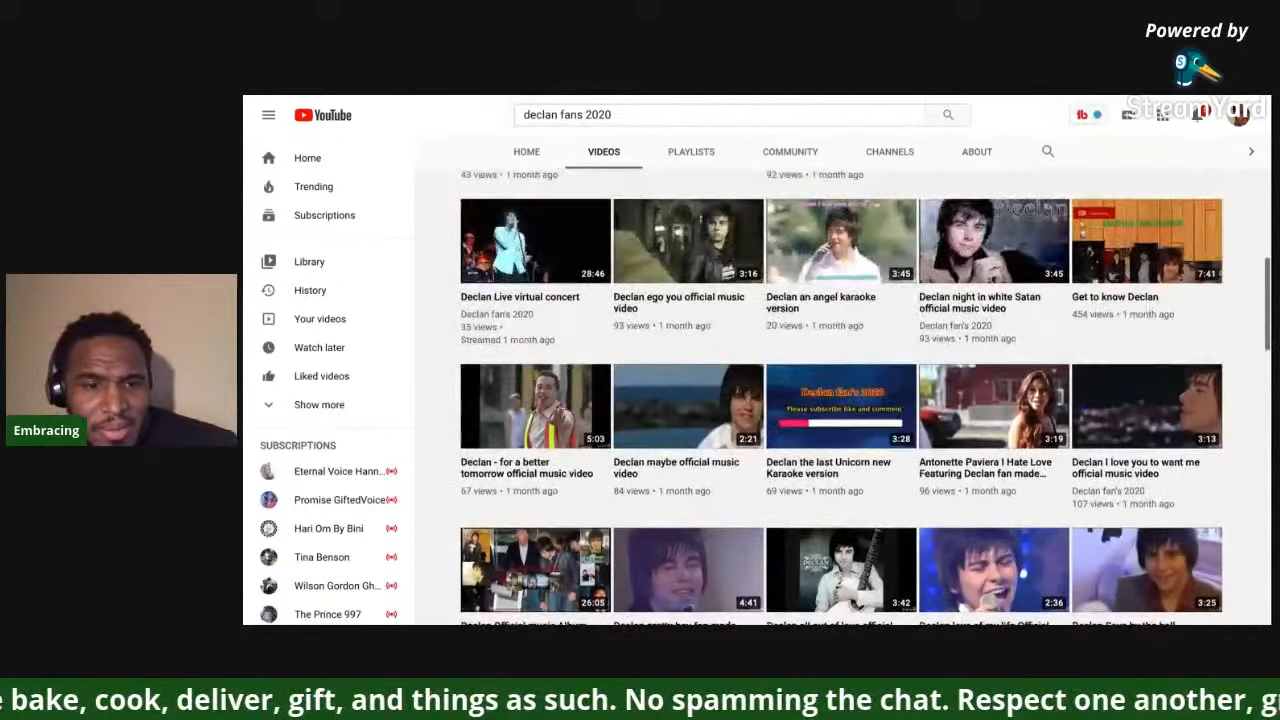 Powered by
StreamYard
YouTube
declan fans 2020
HOME
VIDEOS
PLAYLISTS
COMMUNITY
CHANNELS
ABOUT
Home
Trending
Subscriptions
Library
History
Your videos
Watch later
Liked videos
Show more
SUBSCRIPTIONS
Eternal Voice Hann...
Promise GiftedVoice
Hari Om By Bini
Tina Benson
Wilson Gordon Gh...
The Prince 997
43 views • 1 month ago
92 views • 1 month ago
28:46
Declan Live virtual concert
Declan fan's 2020
35 views •
Streamed 1 month ago
3:16
Declan ego you official music
video
93 views • 1 month ago
3:45
Declan an angel karaoke
version
20 views • 1 month ago
3:45
Declan night in white Satan
official music video
Declan fan's 2020
93 views • 1 month ago
7:41
Get to know Declan
454 views • 1 month ago
5:03
Declan - for a better
tomorrow official music video
67 views • 1 month ago
2:21
Declan maybe official music
video
84 views • 1 month ago
Declan fan's 2020
Please subscribe like and comment
3:28
Declan the last Unicorn new
Karaoke version
69 views • 1 month ago
3:19
Antonette Paviera I Hate Love
Featuring Declan fan made...
96 views • 1 month ago
3:13
Declan I love you to want me
official music video
Declan fan's 2020
107 views • 1 month ago
26:05
4:41
DECLAN
3:42
2:36
3:25
Embracing
e bake, cook, deliver, gift, and things as such. No spamming the chat. Respect one another, g